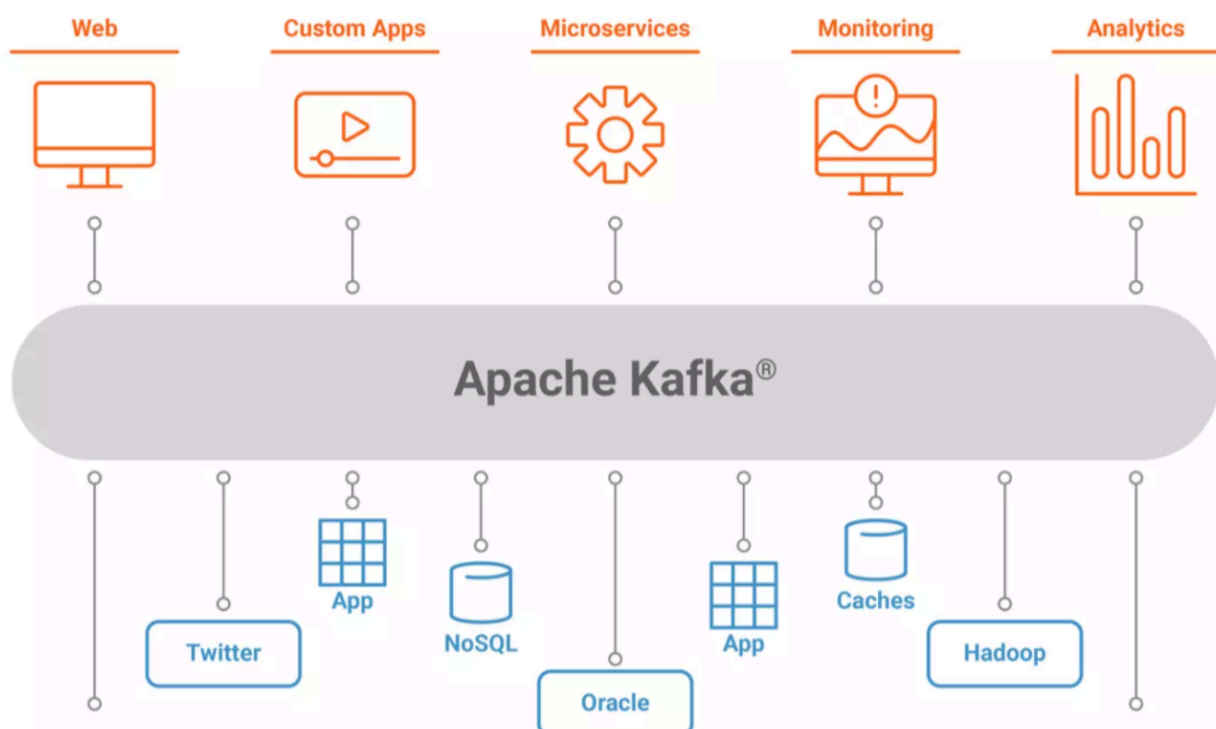 Web
Custom Apps
Microservices
Monitoring
Analytics
Apache Kafka®
App
Caches
App
NoSQL
Twitter
Hadoop
Oracle